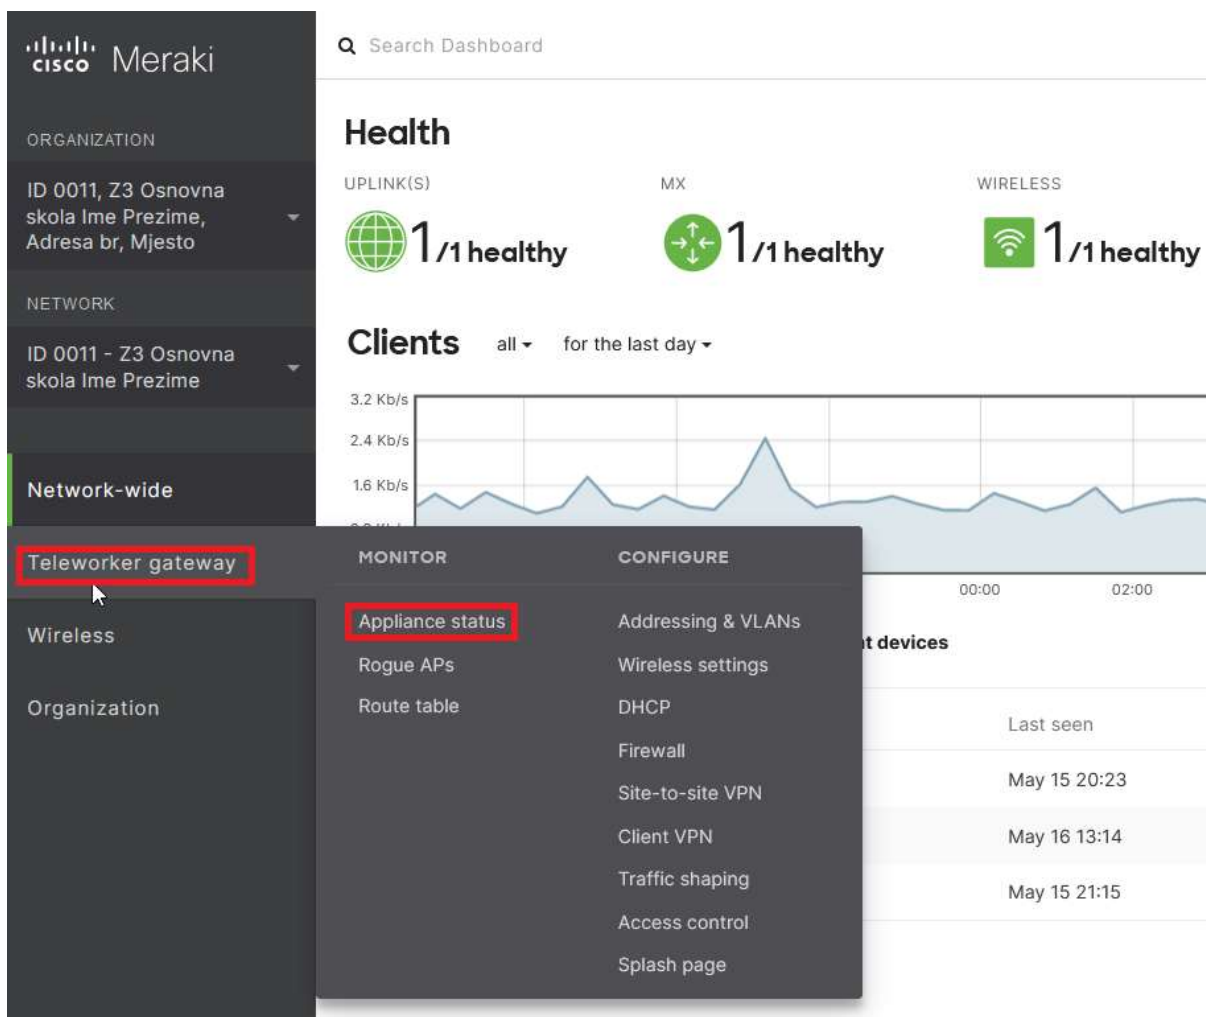 cisco Meraki
Search Dashboard
ORGANIZATION
ID 0011, Z3 Osnovna
skola Ime Prezime,
Adresa br, Mjesto
NETWORK
ID 0011 - Z3 Osnovna
skola Ime Prezime
Network-wide
Teleworker gateway
Wireless
Organization
Health
UPLINK(S)
1/1 healthy
MX
1/1 healthy
WIRELESS
1/1 healthy
Clients all for the last day
3.2 Kb/s
2.4 Kb/s
1.6 Kb/s
00:00 02:00
MONITOR
Appliance status
Rogue APs
Route table
CONFIGURE
Addressing & VLANs
Wireless settings
DHCP
Firewall
Site-to-site VPN
Client VPN
Traffic shaping
Access control
Splash page
devices
Last seen
May 15 20:23
May 16 13:14
May 15 21:15